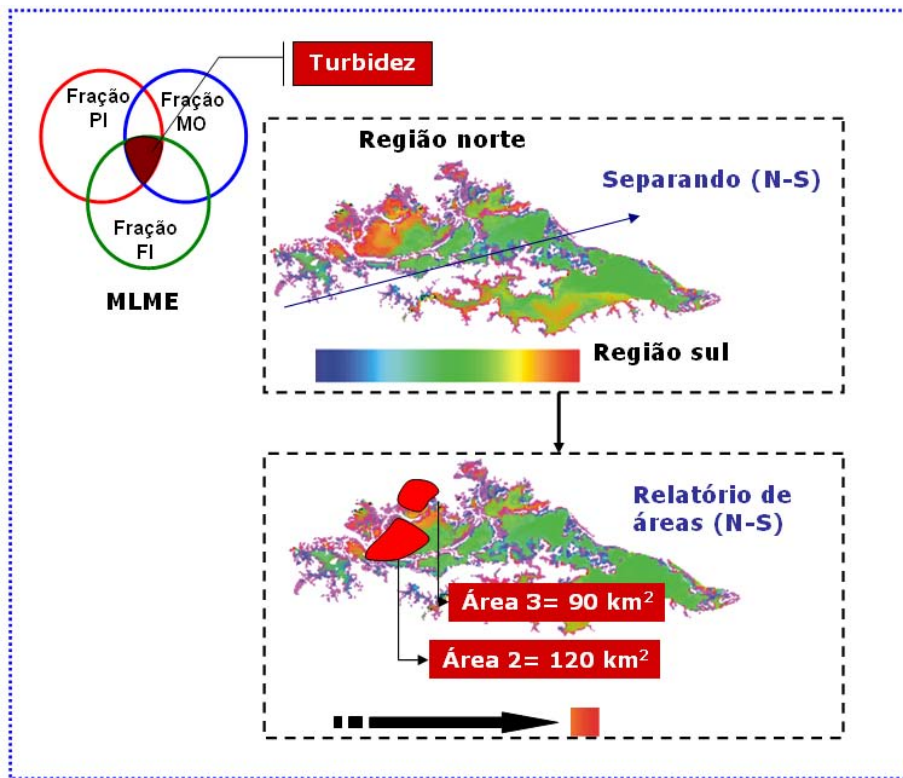 Turbidez
Fração
PI
Fração
MO
Fração
FI
MLME
Região norte
Separando (N-S)
Região sul
Relatório de
áreas (N-S)
Área 3= 90 km²
Área 2= 120 km²